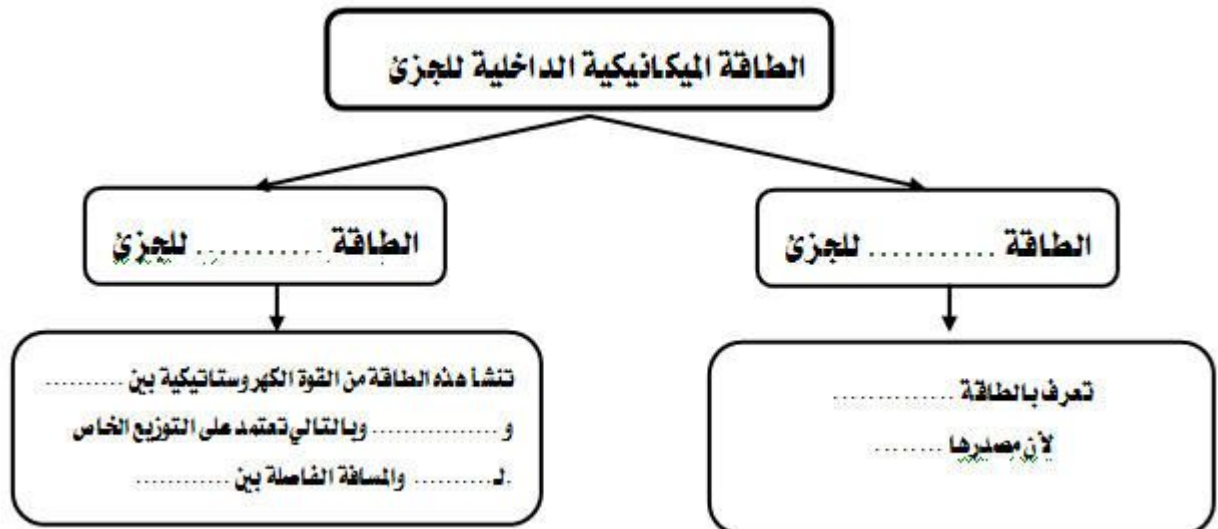 الطاقة الميكانيكية الداخلية للجزئ
الطاقة ........... للجزئ
الطاقة ........... للجزئ
تعرف بالطاقة .............
لأن مصدرها ........
تنشأ هذه الطاقة من القوة الكهروستاتيكية بين ..........
و ............... وبالتالي تعتمد على التوزيع الخاص
لـ.......... والمسافة الفاصلة بين ............